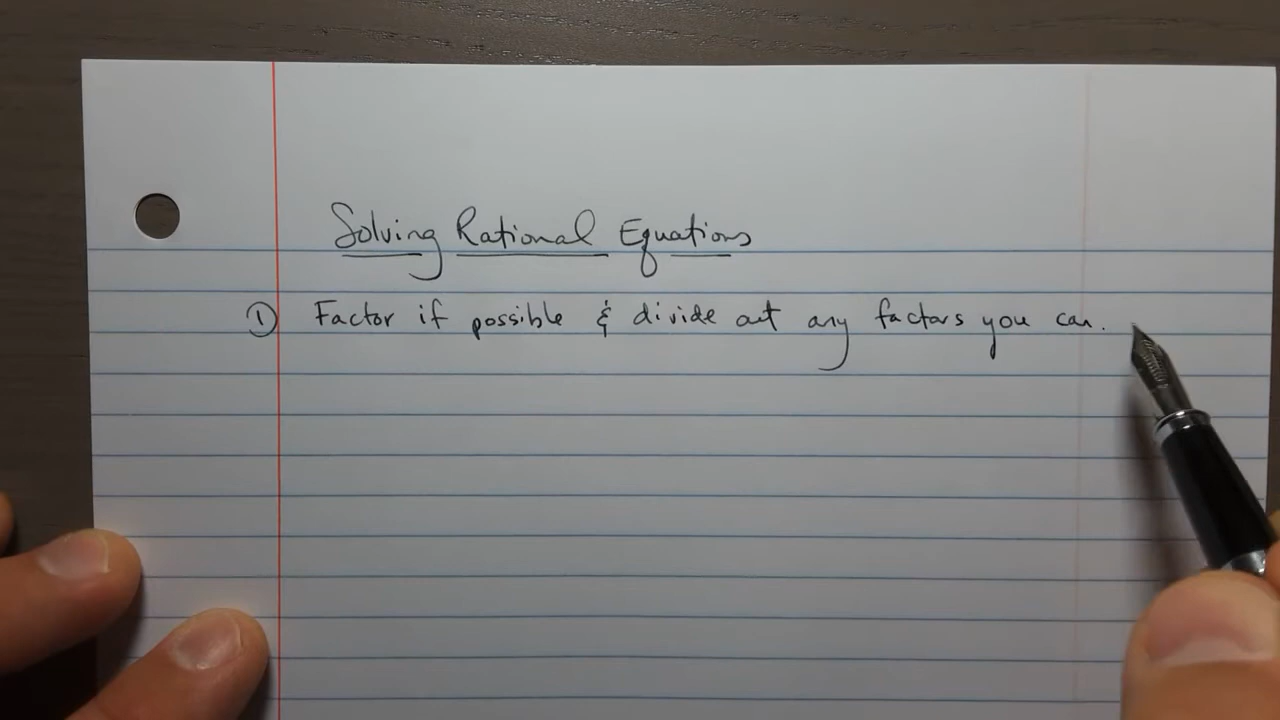 Solving Rational Equations
① Factor if possible & divide out any factors you can.